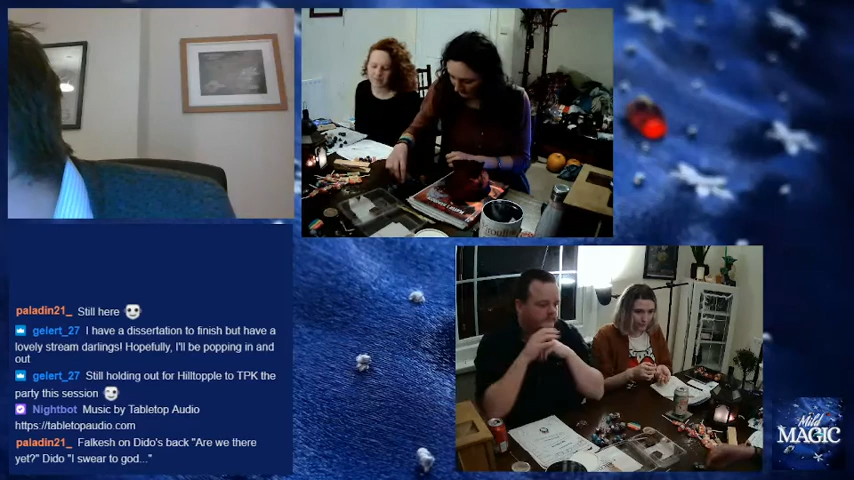 paladin21_ Still here
gelert_27 I have a dissertation to finish but have a
lovely stream darlings! Hopefully, I'll be popping in and
out
gelert_27 Still holding out for Hilltopple to TPK the
party this session
Nightbot Music by Tabletop Audio
https://tabletopaudio.com
paladin21_ Falkesh on Dido's back "Are we there
yet?" Dido "I swear to god..."
Mild
MAGIC